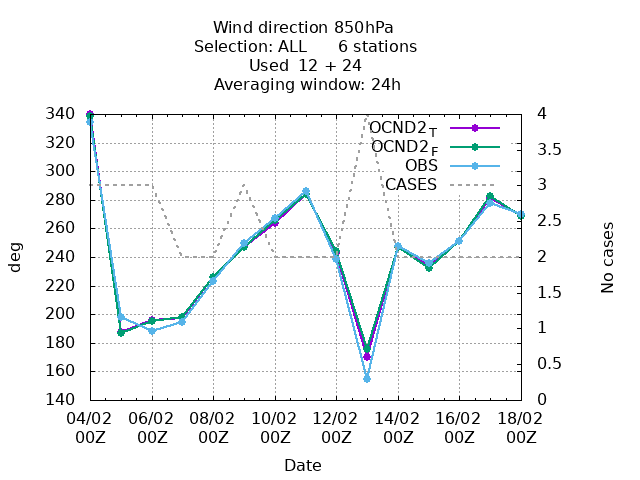 Wind direction 850hPa
Selection: ALL 6 stations
Used 12 + 24
Averaging window: 24h
340
320
300
280
260
240
220
200
180
160
140
deg
4
3.5
3
2.5
2
1.5
1
0.5
0
No cases
OCND2T
OCND2F
OBS
CASES
04/02 06/02 08/02 10/02 12/02 14/02 16/02 18/02
00Z 00Z 00Z 00Z 00Z 00Z 00Z 00Z
Date